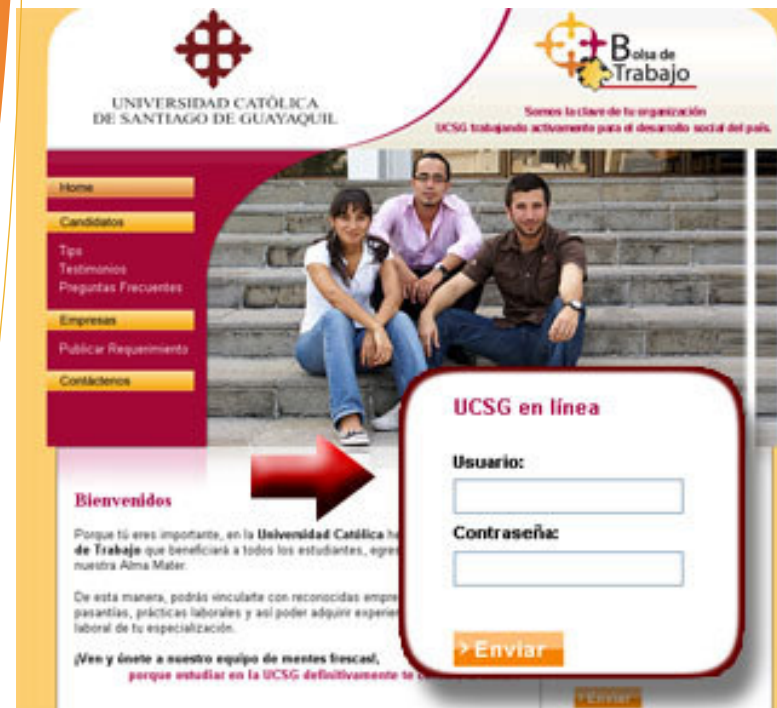 UNIVERSIDAD CATÓLICA
DE SANTIAGO DE GUAYAQUIL
Bolsa de
Trabajo
Somos la clave de tu organización
UCSG trabajando activamente para el desarrollo social del país.
Home
Candidatos
Tips
Testimonios
Preguntas Frecuentes
Empresas
Publicar Requerimiento
Contáctenos
UCSG en línea
Usuario:
Contraseña:
> Enviar
Bienvenidos
Porque tú eres importante, en la Universidad Católica he
de Trabajo que beneficiará a todos los estudiantes, egres
nuestra Alma Mater.
De esta manera, podrás vincularte con reconocidas empre
pasantías, prácticas laborales y así poder adquirir experien
laboral de tu especialización.
¡Ven y únete a nuestro equipo de mentes frescas!,
porque estudiar en la UCSG definitivamente te
> Enviar